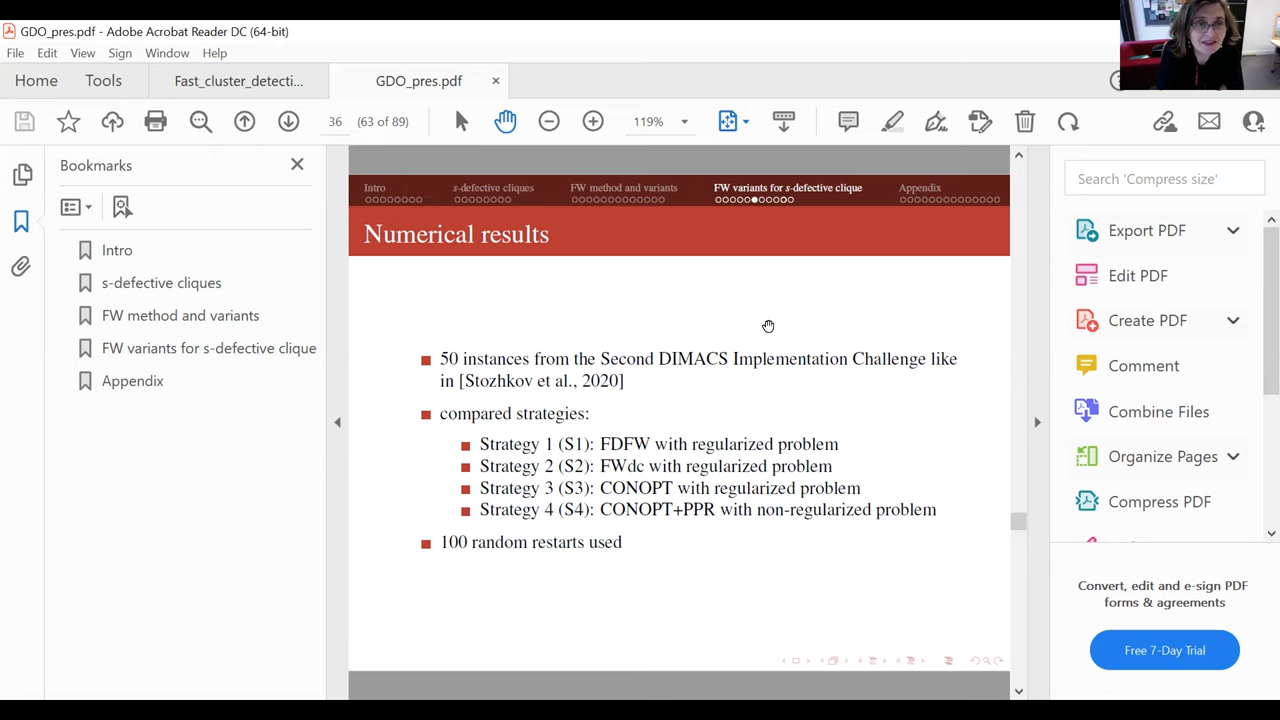 GDO_pres.pdf - Adobe Acrobat Reader DC (64-bit)
File Edit View Sign Window Help
Home Tools Fast_cluster_detecti... GDO_pres.pdf ×
36 (63 of 89) 119%
Bookmarks
Intro
s-defective cliques
FW method and variants
FW variants for s-defective clique
Appendix
Intro s-defective cliques FW method and variants FW variants for s-defective clique Appendix
Numerical results
50 instances from the Second DIMACS Implementation Challenge like
in [Stozhkov et al., 2020]
compared strategies:
Strategy 1 (S1): FDFW with regularized problem
Strategy 2 (S2): FWdc with regularized problem
Strategy 3 (S3): CONOPT with regularized problem
Strategy 4 (S4): CONOPT+PPR with non-regularized problem
100 random restarts used
Search 'Compress size'
Export PDF
Edit PDF
Create PDF
Comment
Combine Files
Organize Pages
Compress PDF
Convert, edit and e-sign PDF
forms & agreements
Free 7-Day Trial